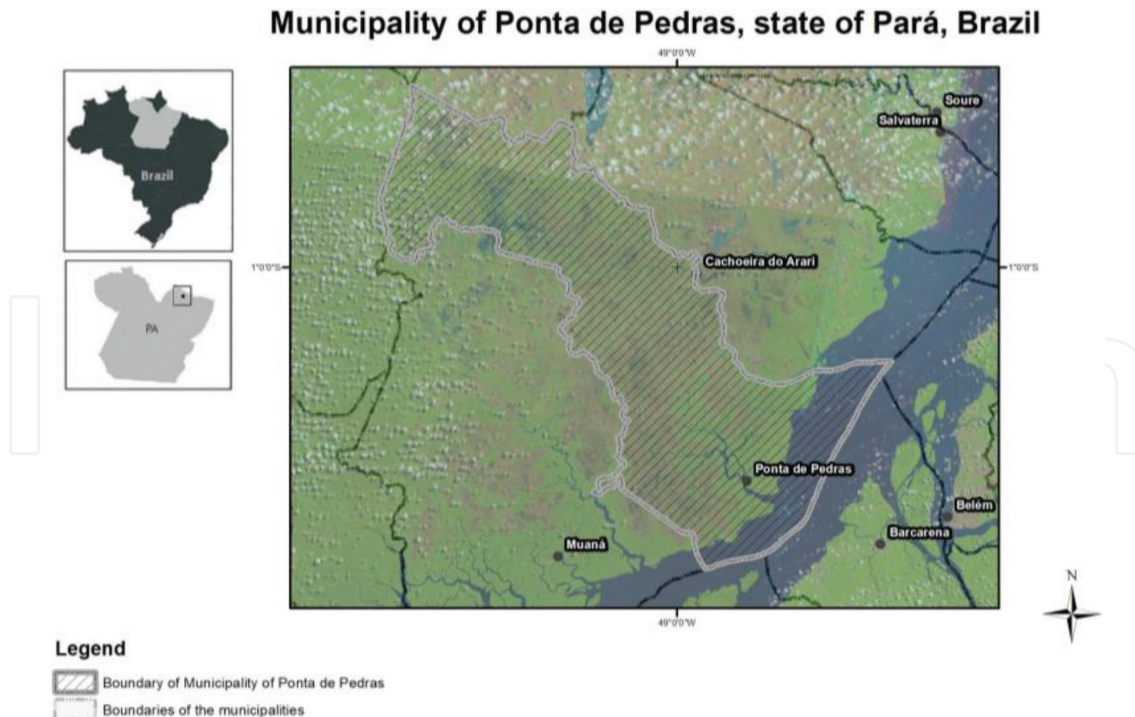 Municipality of Ponta de Pedras, state of Pará, Brazil
49°0'0"W
Soure
Salvaterra
Brazil
1°0'0"S
Cachoeira do Arari
1°0'0"S
PA
Ponta de Pedras
Belém
Barcarena
Muaná
N
49°0'0"W
Legend
Boundary of Municipality of Ponta de Pedras
Boundaries of the municipalities